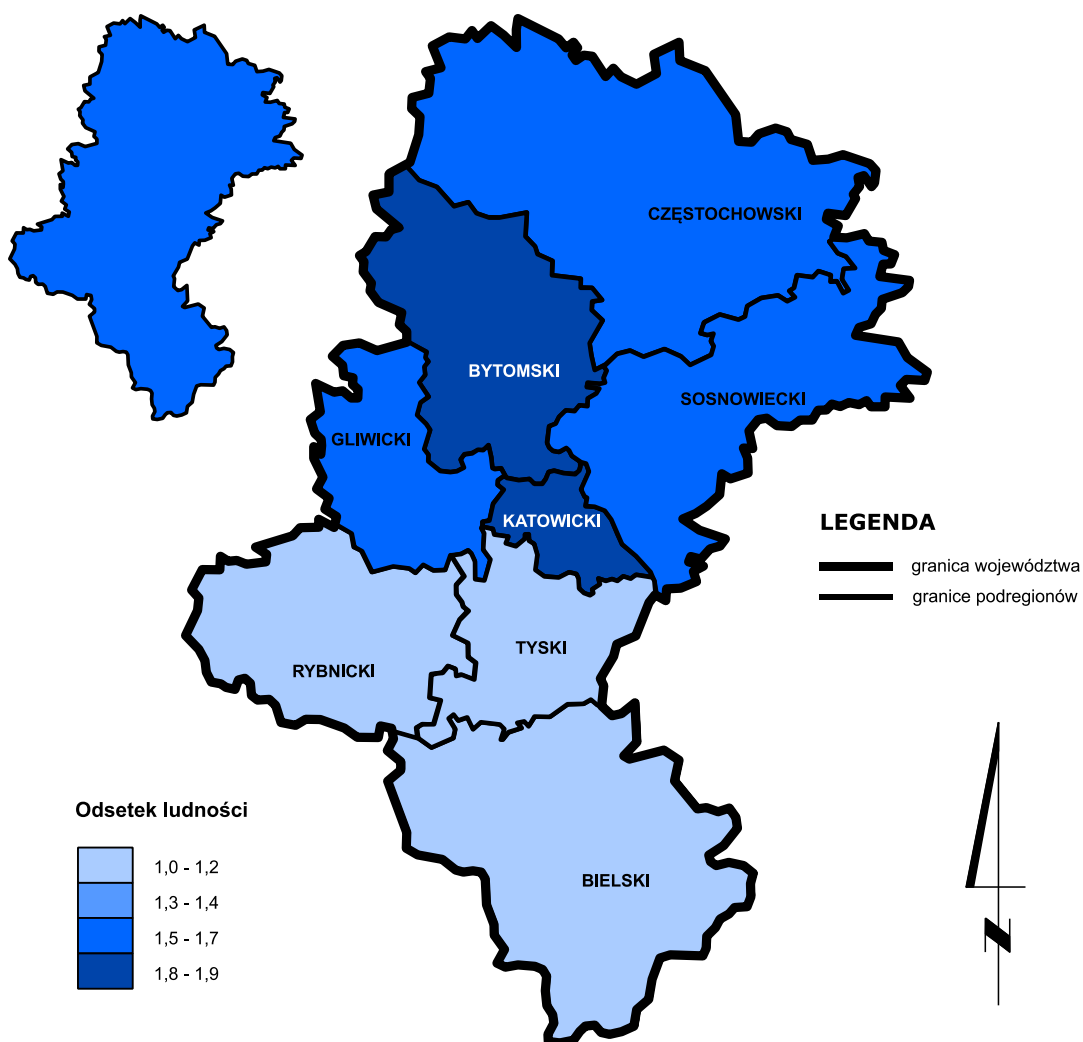 CZĘSTOCHOWSKI
BYTOMSKI
SOSNOWIECKI
GLIWICKI
KATOWICKI
LEGENDA
granica województwa
granice podregionów
TYSKI
RYBNICKI
Odsetek ludności
1,0 - 1,2
1,3 - 1,4
1,5 - 1,7
1,8 - 1,9
BIELSKI
N